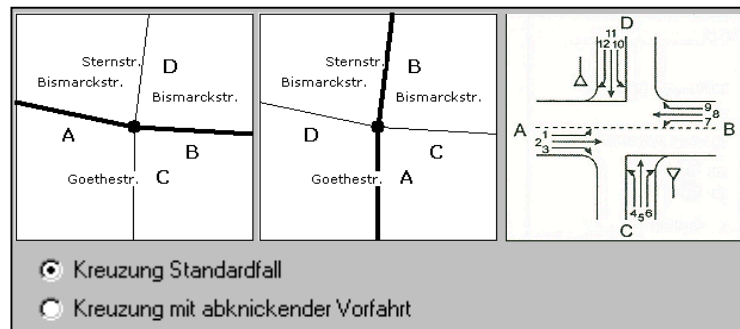 Sternstr.
D
Bismarckstr.
Bismarckstr.
A
B
Goethestr.
C
Sternstr.
B
Bismarckstr.
Bismarckstr.
D
C
Goethestr.
A
D
11
12 10
A
1
2
3
9
8
7
B
4 5 6
C
Kreuzung Standardfall
Kreuzung mit abknickender Vorfahrt